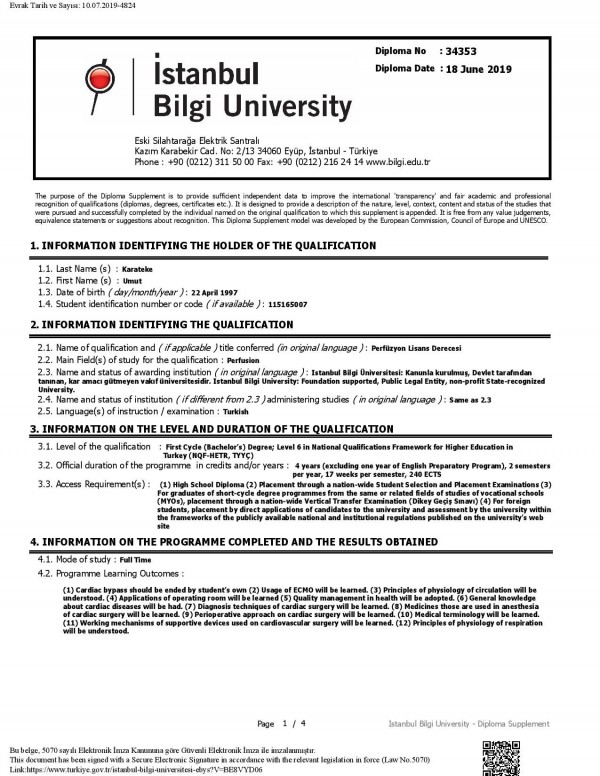 Evrak Tarih ve Sayısı: 10.07.2019-4824
Diploma No : 34353
Diploma Date : 18 June 2019
İstanbul
Bilgi University
Eski Silahtarağa Elektrik Santralı
Kazım Karabekir Cad. No: 2/13 34060 Eyüp, İstanbul - Türkiye
Phone : +90 (0212) 311 50 00 Fax: +90 (0212) 216 24 14 www.bilgi.edu.tr
The purpose of the Diploma Supplement is to provide sufficient independent data to improve the international 'transparency' and fair academic and professional
recognition of qualifications (diplomas, degrees, certificates etc.). It is designed to provide a description of the nature, level, context, content and status of the studies that
were pursued and successfully completed by the individual named on the original qualification to which this supplement is appended. It is free from any value judgements,
equivalence statements or suggestions about recognition. This Diploma Supplement model was developed by the European Commission, Council of Europe and UNESCO.
1. INFORMATION IDENTIFYING THE HOLDER OF THE QUALIFICATION
1.1. Last Name (s) : Karateke
1.2. First Name (s) : Umut
1.3. Date of birth ( day/month/year ) : 22 April 1997
1.4. Student identification number or code ( if available ) : 115165007
2. INFORMATION IDENTIFYING THE QUALIFICATION
2.1. Name of qualification and ( if applicable ) title conferred (in original language ) : Perfüzyon Lisans Derecesi
2.2. Main Field(s) of study for the qualification : Perfusion
2.3. Name and status of awarding institution ( in original language ) : İstanbul Bilgi Üniversitesi: Kanunla kurulmuş, Devlet tarafından
tanınan, kar amacı gütmeyen vakıf üniversitesidir. Istanbul Bilgi University: Foundation supported, Public Legal Entity, non-profit State-recognized
University.
2.4. Name and status of institution ( if different from 2.3 ) administering studies ( in original language ) : Same as 2.3
2.5. Language(s) of instruction / examination : Turkish
3. INFORMATION ON THE LEVEL AND DURATION OF THE QUALIFICATION
3.1. Level of the qualification : First Cycle (Bachelor's) Degree; Level 6 in National Qualifications Framework for Higher Education in
Turkey (NQF-HETR, TYYÇ)
3.2. Official duration of the programme in credits and/or years : 4 years (excluding one year of English Preparatory Program), 2 semesters
per year, 17 weeks per semester, 240 ECTS
3.3. Access Requirement(s) : (1) High School Diploma (2) Placement through a nation-wide Student Selection and Placement Examinations (3)
For graduates of short-cycle degree programmes from the same or related fields of studies of vocational schools
(MYOs), placement through a nation-wide Vertical Transfer Examination (Dikey Geçiş Sınavı) (4) For foreign
students, placement by direct applications of candidates to the university and assessment by the university within
the frameworks of the publicly available national and institutional regulations published on the university's web
site
4. INFORMATION ON THE PROGRAMME COMPLETED AND THE RESULTS OBTAINED
4.1. Mode of study : Full Time
4.2. Programme Learning Outcomes :
(1) Cardiac bypass should be ended by student's own (2) Usage of ECMO will be learned. (3) Principles of physiology of circulation will be
understood. (4) Applications of operating room will be learned (5) Quality management in health will be adopted. (6) General knowledge
about cardiac diseases will be had. (7) Diagnosis techniques of cardiac surgery will be learned. (8) Medicines those are used in anesthesia
of cardiac surgery will be learned. (9) Perioperative approach on cardiac surgery will be learned. (10) Medical terminology will be learned.
(11) Working mechanisms of supportive devices used on cardiovascular surgery will be learned. (12) Principles of physiology of respiration
will be understood.
Page 1 / 4
Istanbul Bilgi University - Diploma Supplement
Bu belge, 5070 sayılı Elektronik İmza Kanununa göre Güvenli Elektronik İmza ile imzalanmıştır.
This document has been signed with a Secure Electronic Signature in accordance with the relevant legislation in force (Law No.5070)
Link:https://www.turkiye.gov.tr/istanbul-bilgi-universitesi-ebys?V=BE8VYD06